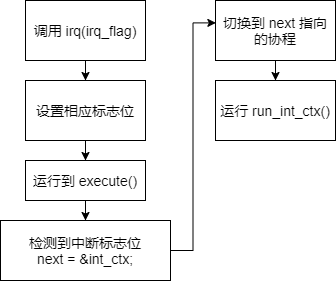 调用 irq(irq_flag)
设置相应标志位
运行到 execute()
检测到中断标志位
next = &int_ctx;
切换到 next 指向
的协程
运行 run_int_ctx()